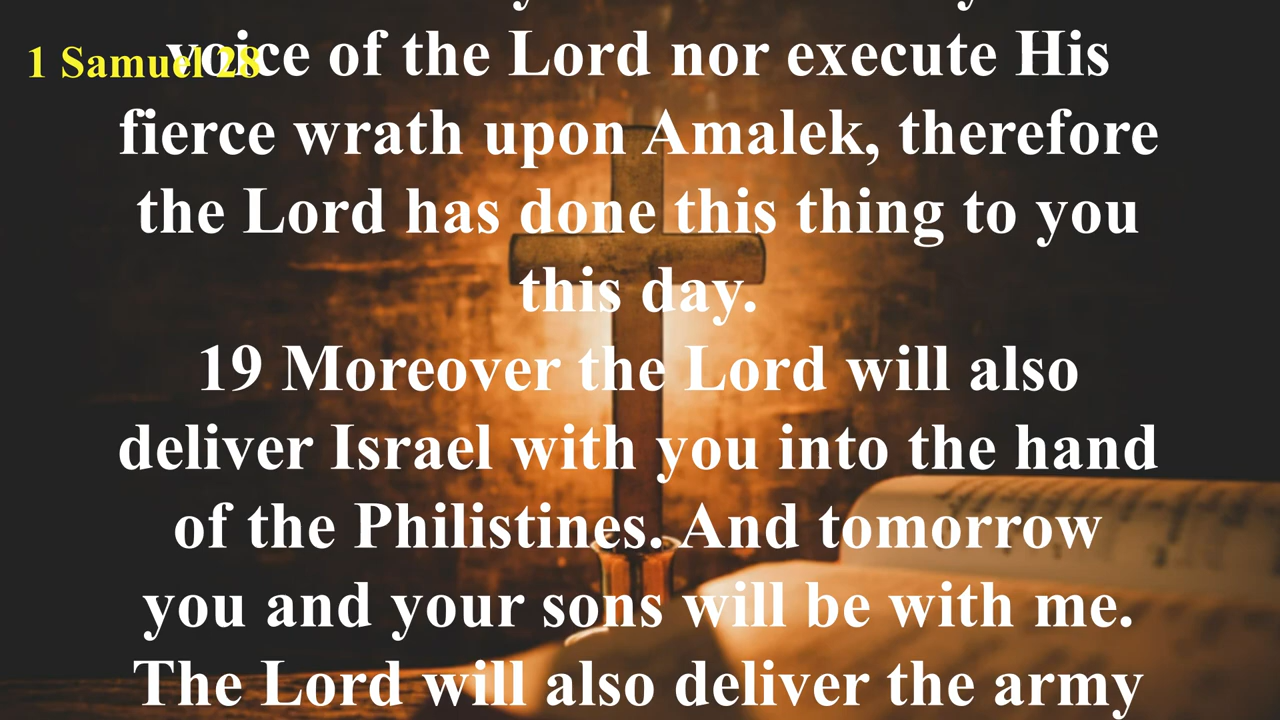 1 Samuel 28
voice of the Lord nor execute His
fierce wrath upon Amalek, therefore
the Lord has done this thing to you
this day.
19 Moreover the Lord will also
deliver Israel with you into the hand
of the Philistines. And tomorrow
you and your sons will be with me.
The Lord will also deliver the army